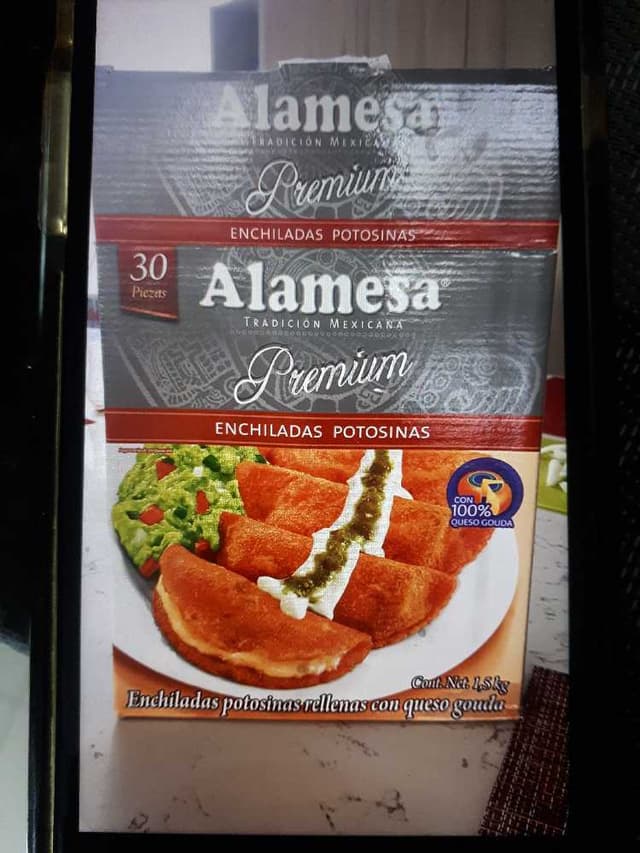 Alamesa
TRADICIÓN MEXICANA
Premium
ENCHILADAS POTOSINAS
30
Piezas
Alamesa®
TRADICIÓN MEXICANA
Premium
ENCHILADAS POTOSINAS
CON
100%
QUESO GOUDA
Cont. Net. 1,5 kg
Enchiladas potosinas rellenas con queso gouda